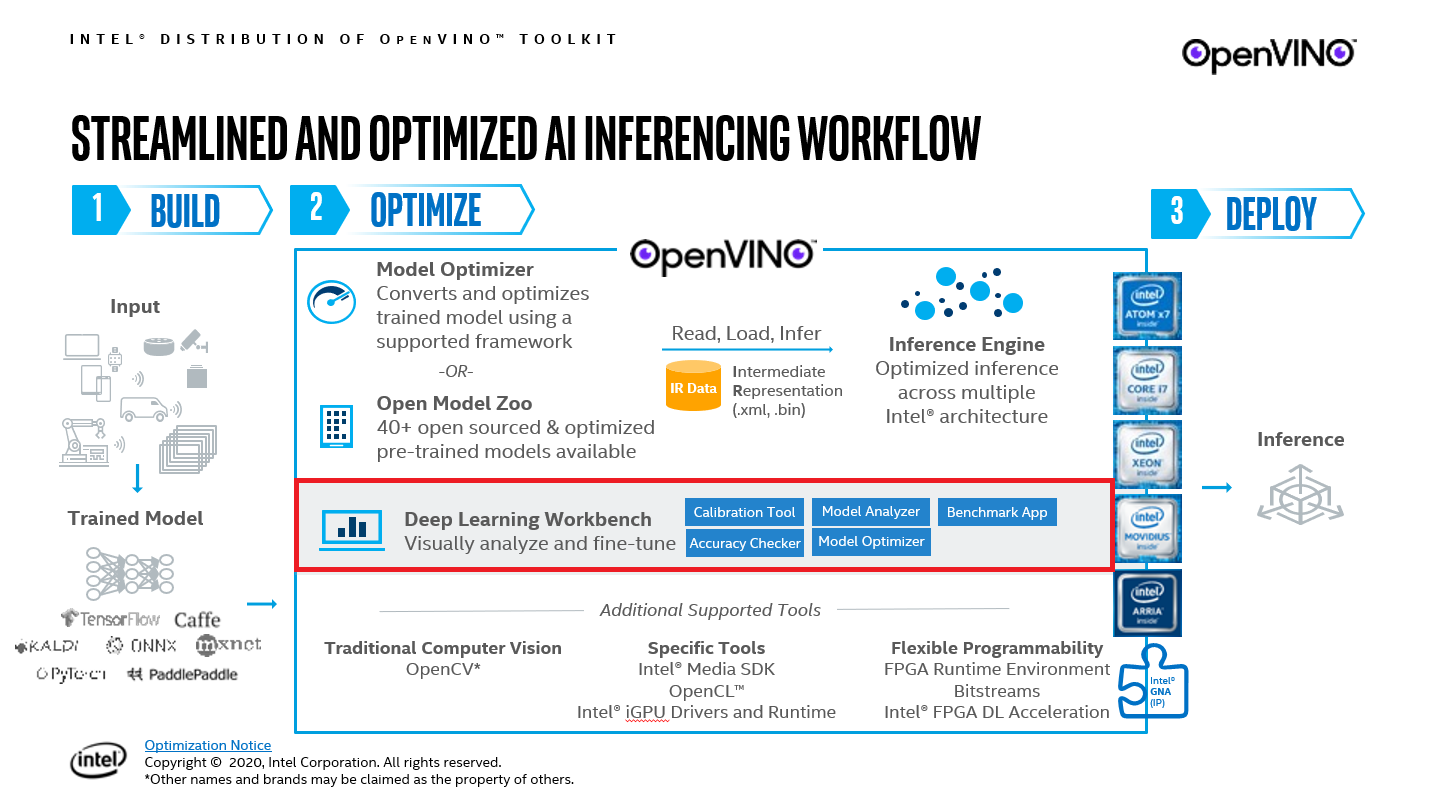 INTEL® DISTRIBUTION OF OPENVINO™ TOOLKIT
OpenVINO™
STREAMLINED AND OPTIMIZED AI INFERENCING WORKFLOW
1 BUILD
2 OPTIMIZE
3 DEPLOY
OpenVINO™
Input
Trained Model
TensorFlow Caffe
KALDI ONNX mxnet
PyTorch PaddlePaddle
Model Optimizer
Converts and optimizes
trained model using a
supported framework
-OR-
Open Model Zoo
40+ open sourced & optimized
pre-trained models available
Read, Load, Infer
IR Data
Intermediate
Representation
(.xml, .bin)
Inference Engine
Optimized inference
across multiple
Intel® architecture
Deep Learning Workbench
Visually analyze and fine-tune
Calibration Tool Model Analyzer Benchmark App
Accuracy Checker Model Optimizer
Additional Supported Tools
Traditional Computer Vision
OpenCV*
Specific Tools
Intel® Media SDK
OpenCL™
Intel® iGPU Drivers and Runtime
Flexible Programmability
FPGA Runtime Environment
Bitstreams
Intel® FPGA DL Acceleration
intel
ATOM x7
inside
intel
CORE i7
inside
intel
XEON
inside
intel
MOVIDIUS
inside
intel
ARRIA
inside
Intel®
GNA
(IP)
Inference
intel
Optimization Notice
Copyright © 2020, Intel Corporation. All rights reserved.
*Other names and brands may be claimed as the property of others.